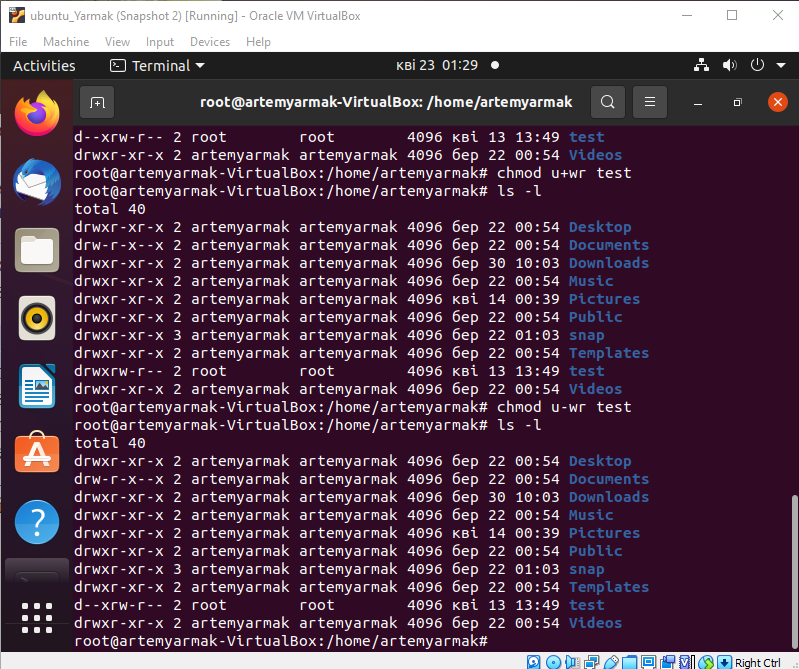 ubuntu_Yarmak (Snapshot 2) [Running] - Oracle VM VirtualBox
File Machine View Input Devices Help
Activities Terminal кві 23 01:29
root@artemyarmak-VirtualBox: /home/artemyarmak
d--xrw-r-- 2 root root 4096 кві 13 13:49 test
drwxr-xr-x 2 artemyarmak artemyarmak 4096 бер 22 00:54 Videos
root@artemyarmak-VirtualBox:/home/artemyarmak# chmod u+wr test
root@artemyarmak-VirtualBox:/home/artemyarmak# ls -l
total 40
drwxr-xr-x 2 artemyarmak artemyarmak 4096 бер 22 00:54 Desktop
drw-r-x--x 2 artemyarmak artemyarmak 4096 бер 22 00:54 Documents
drwxr-xr-x 2 artemyarmak artemyarmak 4096 бер 30 10:03 Downloads
drwxr-xr-x 2 artemyarmak artemyarmak 4096 бер 22 00:54 Music
drwxr-xr-x 2 artemyarmak artemyarmak 4096 кві 14 00:39 Pictures
drwxr-xr-x 2 artemyarmak artemyarmak 4096 бер 22 00:54 Public
drwxr-xr-x 3 artemyarmak artemyarmak 4096 бер 22 01:03 snap
drwxr-xr-x 2 artemyarmak artemyarmak 4096 бер 22 00:54 Templates
drwxrw-r-- 2 root root 4096 кві 13 13:49 test
drwxr-xr-x 2 artemyarmak artemyarmak 4096 бер 22 00:54 Videos
root@artemyarmak-VirtualBox:/home/artemyarmak# chmod u-wr test
root@artemyarmak-VirtualBox:/home/artemyarmak# ls -l
total 40
drwxr-xr-x 2 artemyarmak artemyarmak 4096 бер 22 00:54 Desktop
drw-r-x--x 2 artemyarmak artemyarmak 4096 бер 22 00:54 Documents
drwxr-xr-x 2 artemyarmak artemyarmak 4096 бер 30 10:03 Downloads
drwxr-xr-x 2 artemyarmak artemyarmak 4096 бер 22 00:54 Music
drwxr-xr-x 2 artemyarmak artemyarmak 4096 кві 14 00:39 Pictures
drwxr-xr-x 2 artemyarmak artemyarmak 4096 бер 22 00:54 Public
drwxr-xr-x 3 artemyarmak artemyarmak 4096 бер 22 01:03 snap
drwxr-xr-x 2 artemyarmak artemyarmak 4096 бер 22 00:54 Templates
d--xrw-r-- 2 root root 4096 кві 13 13:49 test
drwxr-xr-x 2 artemyarmak artemyarmak 4096 бер 22 00:54 Videos
root@artemyarmak-VirtualBox:/home/artemyarmak#
Right Ctrl